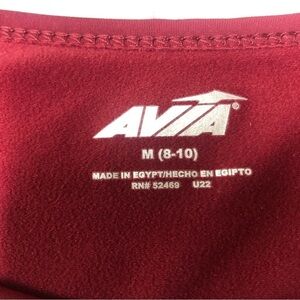 AVIA®
M (8-10)
MADE IN EGYPT/HECHO EN EGIPTO
RN# 52469 U22